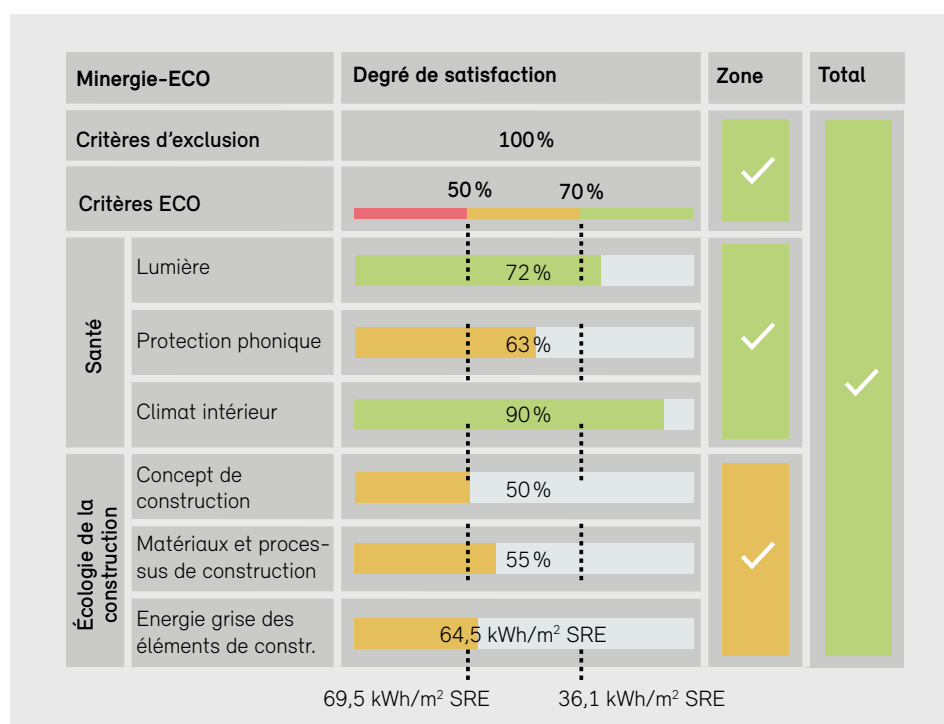 Minergie-ECO
Degré de satisfaction
Zone
Total
Critères d'exclusion
100%
Critères ECO
50%
70%
Santé
Lumière
72%
Protection phonique
63%
Climat intérieur
90%
Écologie de la
construction
Concept de
construction
50%
Matériaux et proces-
sus de construction
55%
Energie grise des
éléments de constr.
64,5 kWh/m² SRE
69,5 kWh/m² SRE
36,1 kWh/m² SRE